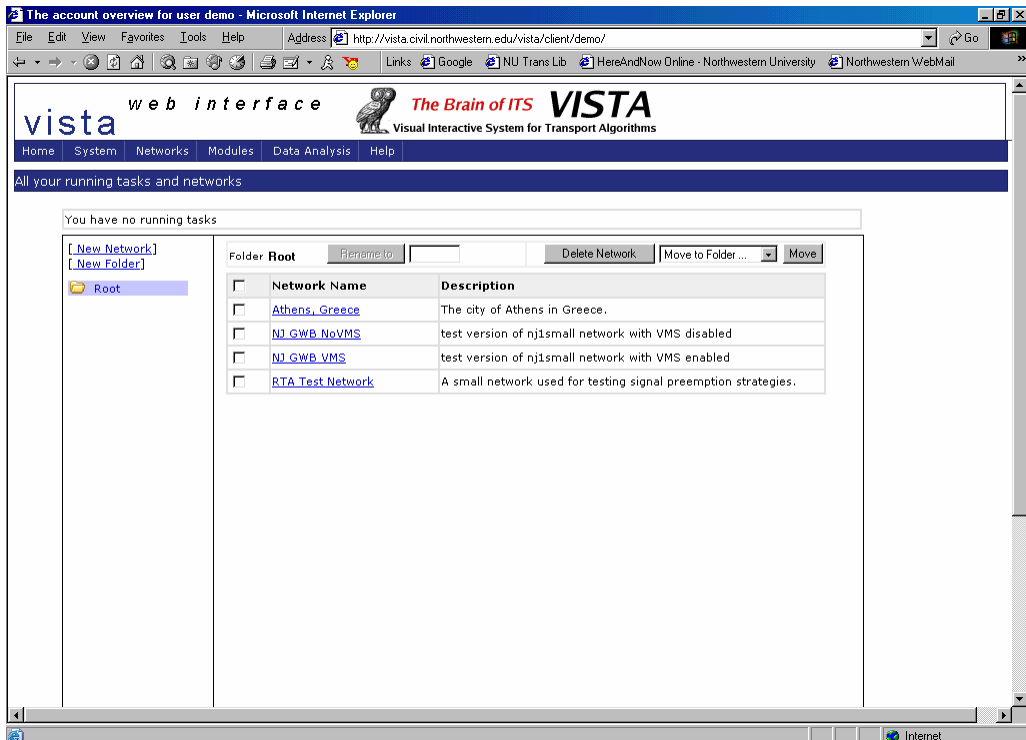 The account overview for user demo - Microsoft Internet Explorer
File Edit View Favorites Tools Help Address http://vista.civil.northwestern.edu/vista/client/demo/ Go
Links Google NU Trans Lib HereAndNow Online - Northwestern University Northwestern WebMail »
vista web interface The Brain of ITS VISTA
Visual Interactive System for Transport Algorithms
Home System Networks Modules Data Analysis Help
All your running tasks and networks
You have no running tasks
[ New Network]
[ New Folder]
Root
Folder Root Rename to Delete Network Move to Folder ... Move
Network Name Description
Athens, Greece The city of Athens in Greece.
NJ GWB NoVMS test version of nj1small network with VMS disabled
NJ GWB VMS test version of nj1small network with VMS enabled
RTA Test Network A small network used for testing signal preemption strategies.
Internet